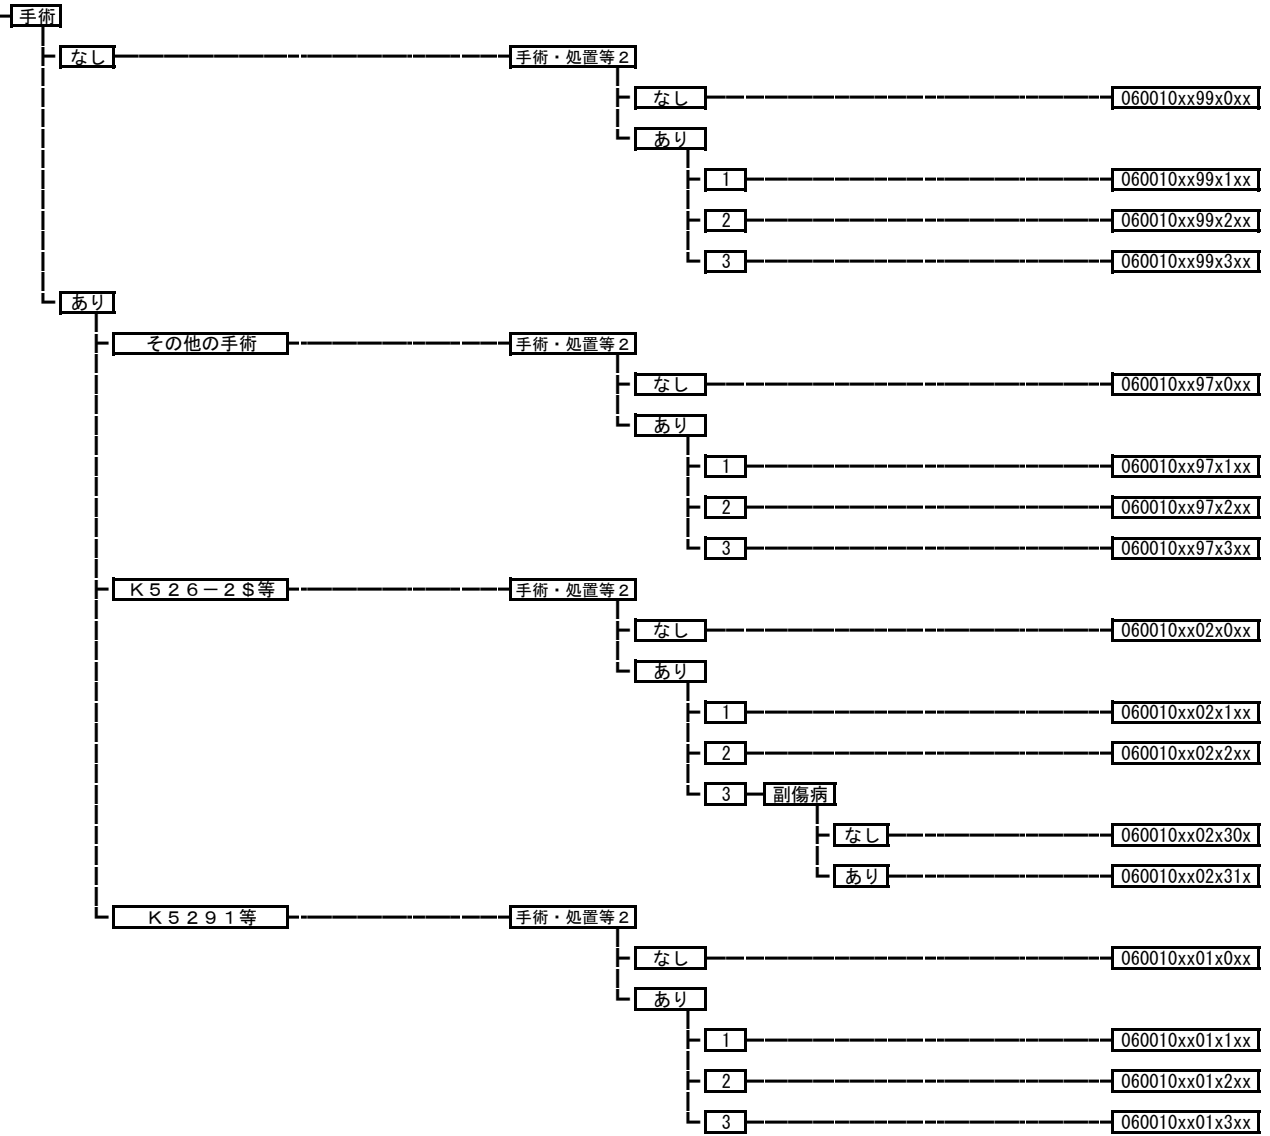 手術
なし 手術・処置等２
なし 060010xx99x0xx
あり
1 060010xx99x1xx
2 060010xx99x2xx
3 060010xx99x3xx
あり
その他の手術 手術・処置等２
なし 060010xx97x0xx
あり
1 060010xx97x1xx
2 060010xx97x2xx
3 060010xx97x3xx
Ｋ５２６－２＄等 手術・処置等２
なし 060010xx02x0xx
あり
1 060010xx02x1xx
2 060010xx02x2xx
3 副傷病
なし 060010xx02x30x
あり 060010xx02x31x
Ｋ５２９１等 手術・処置等２
なし 060010xx01x0xx
あり
1 060010xx01x1xx
2 060010xx01x2xx
3 060010xx01x3xx